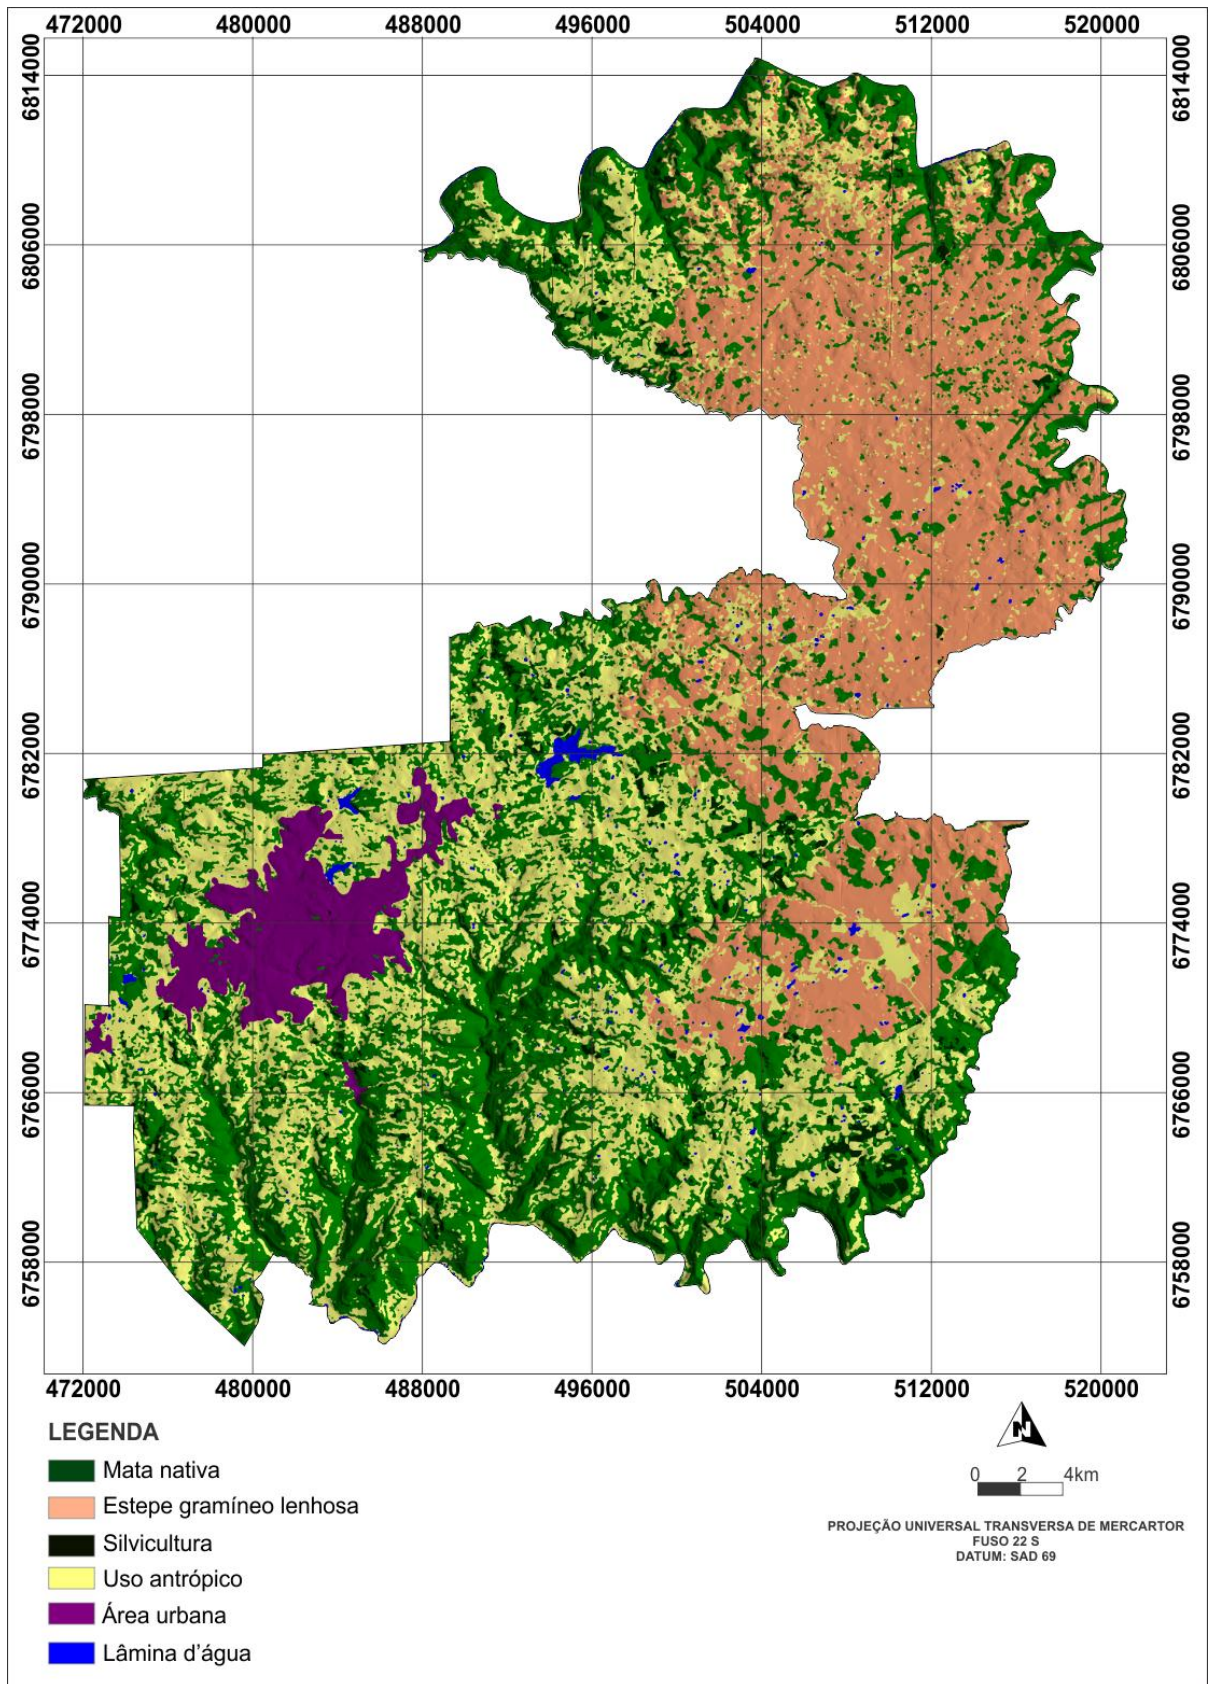 472000 480000 488000 496000 504000 512000 520000
6814000 6814000
6806000 6806000
6798000 6798000
6790000 6790000
6782000 6782000
6774000 6774000
6766000 6766000
6758000 6758000
472000 480000 488000 496000 504000 512000 520000
LEGENDA
Mata nativa
Estepe gramíneo lenhosa
Silvicultura
Uso antrópico
Área urbana
Lâmina d’água
N
0 2 4km
PROJEÇÃO UNIVERSAL TRANSVERSA DE MERCARTOR
FUSO 22 S
DATUM: SAD 69